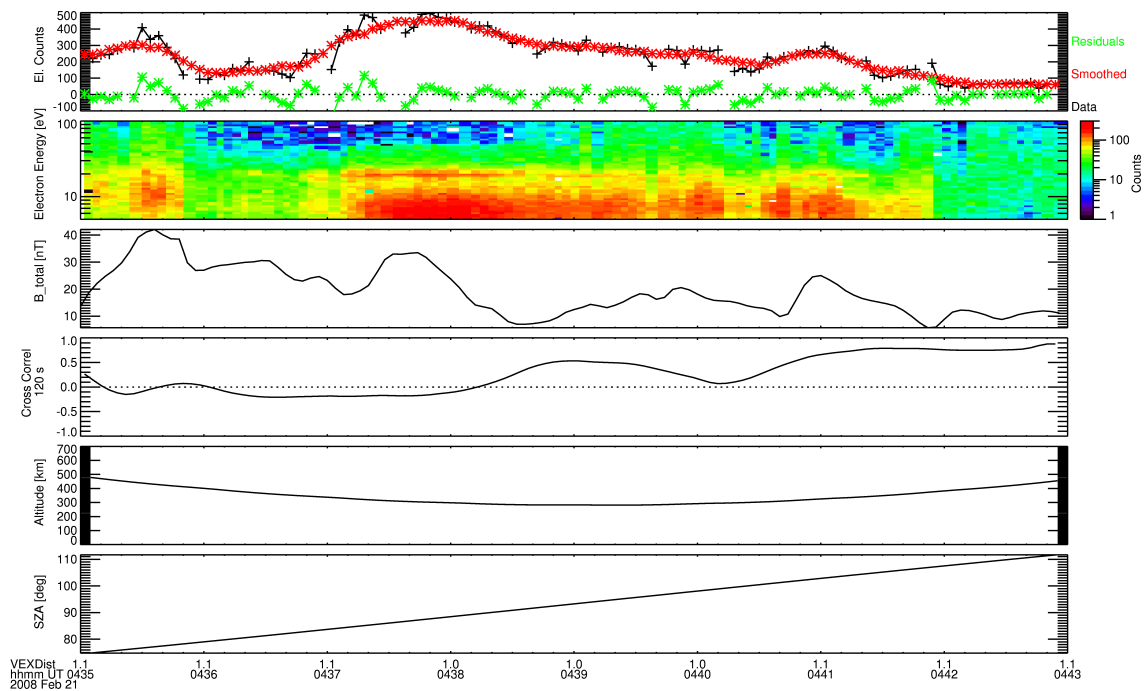 500
400
300
200
100
0
-100
El. Counts
Residuals
Smoothed
Data
100
10
Electron Energy [eV]
100
10
1
Counts
40
30
20
10
B_total [nT]
1.0
0.5
0.0
-0.5
-1.0
Cross Correl
120 s
700
600
500
400
300
200
100
0
Altitude [km]
110
100
90
80
SZA [deg]
VEXDist 1.1 1.1 1.1 1.0 1.0 1.0 1.1 1.1 1.1
hhmm UT 0435 0436 0437 0438 0439 0440 0441 0442 0443
2008 Feb 21